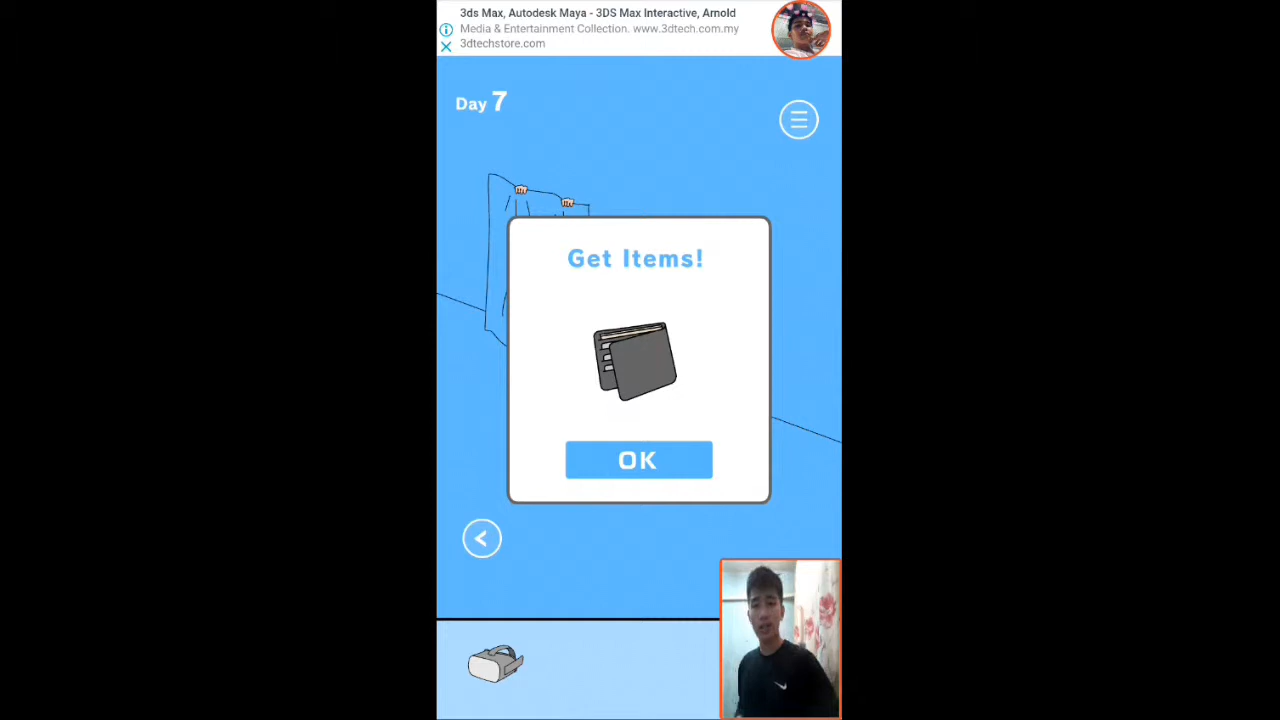 3ds Max, Autodesk Maya - 3DS Max Interactive, Arnold
Media & Entertainment Collection. www.3dtech.com.my
3dtechstore.com
Day 7
Get Items!
OK